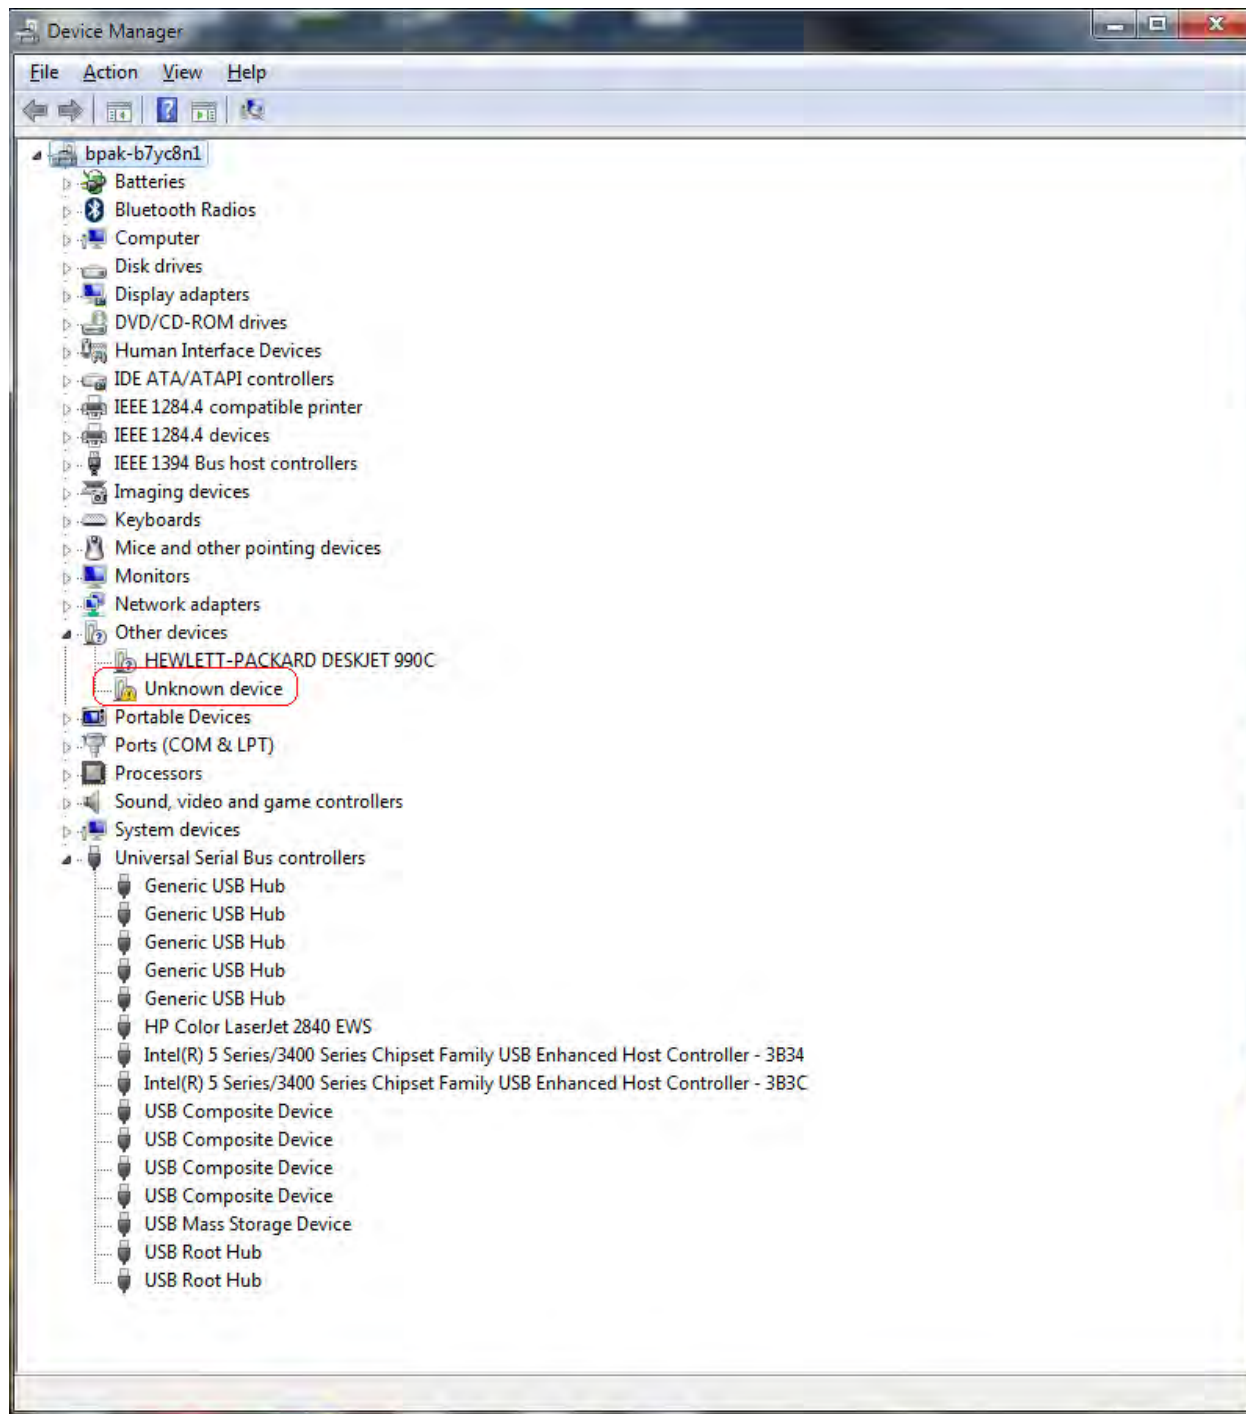 Device Manager
File Action View Help
bpak-b7yc8n1
Batteries
Bluetooth Radios
Computer
Disk drives
Display adapters
DVD/CD-ROM drives
Human Interface Devices
IDE ATA/ATAPI controllers
IEEE 1284.4 compatible printer
IEEE 1284.4 devices
IEEE 1394 Bus host controllers
Imaging devices
Keyboards
Mice and other pointing devices
Monitors
Network adapters
Other devices
HEWLETT-PACKARD DESKJET 990C
Unknown device
Portable Devices
Ports (COM & LPT)
Processors
Sound, video and game controllers
System devices
Universal Serial Bus controllers
Generic USB Hub
Generic USB Hub
Generic USB Hub
Generic USB Hub
Generic USB Hub
HP Color LaserJet 2840 EWS
Intel(R) 5 Series/3400 Series Chipset Family USB Enhanced Host Controller - 3B34
Intel(R) 5 Series/3400 Series Chipset Family USB Enhanced Host Controller - 3B3C
USB Composite Device
USB Composite Device
USB Composite Device
USB Composite Device
USB Mass Storage Device
USB Root Hub
USB Root Hub